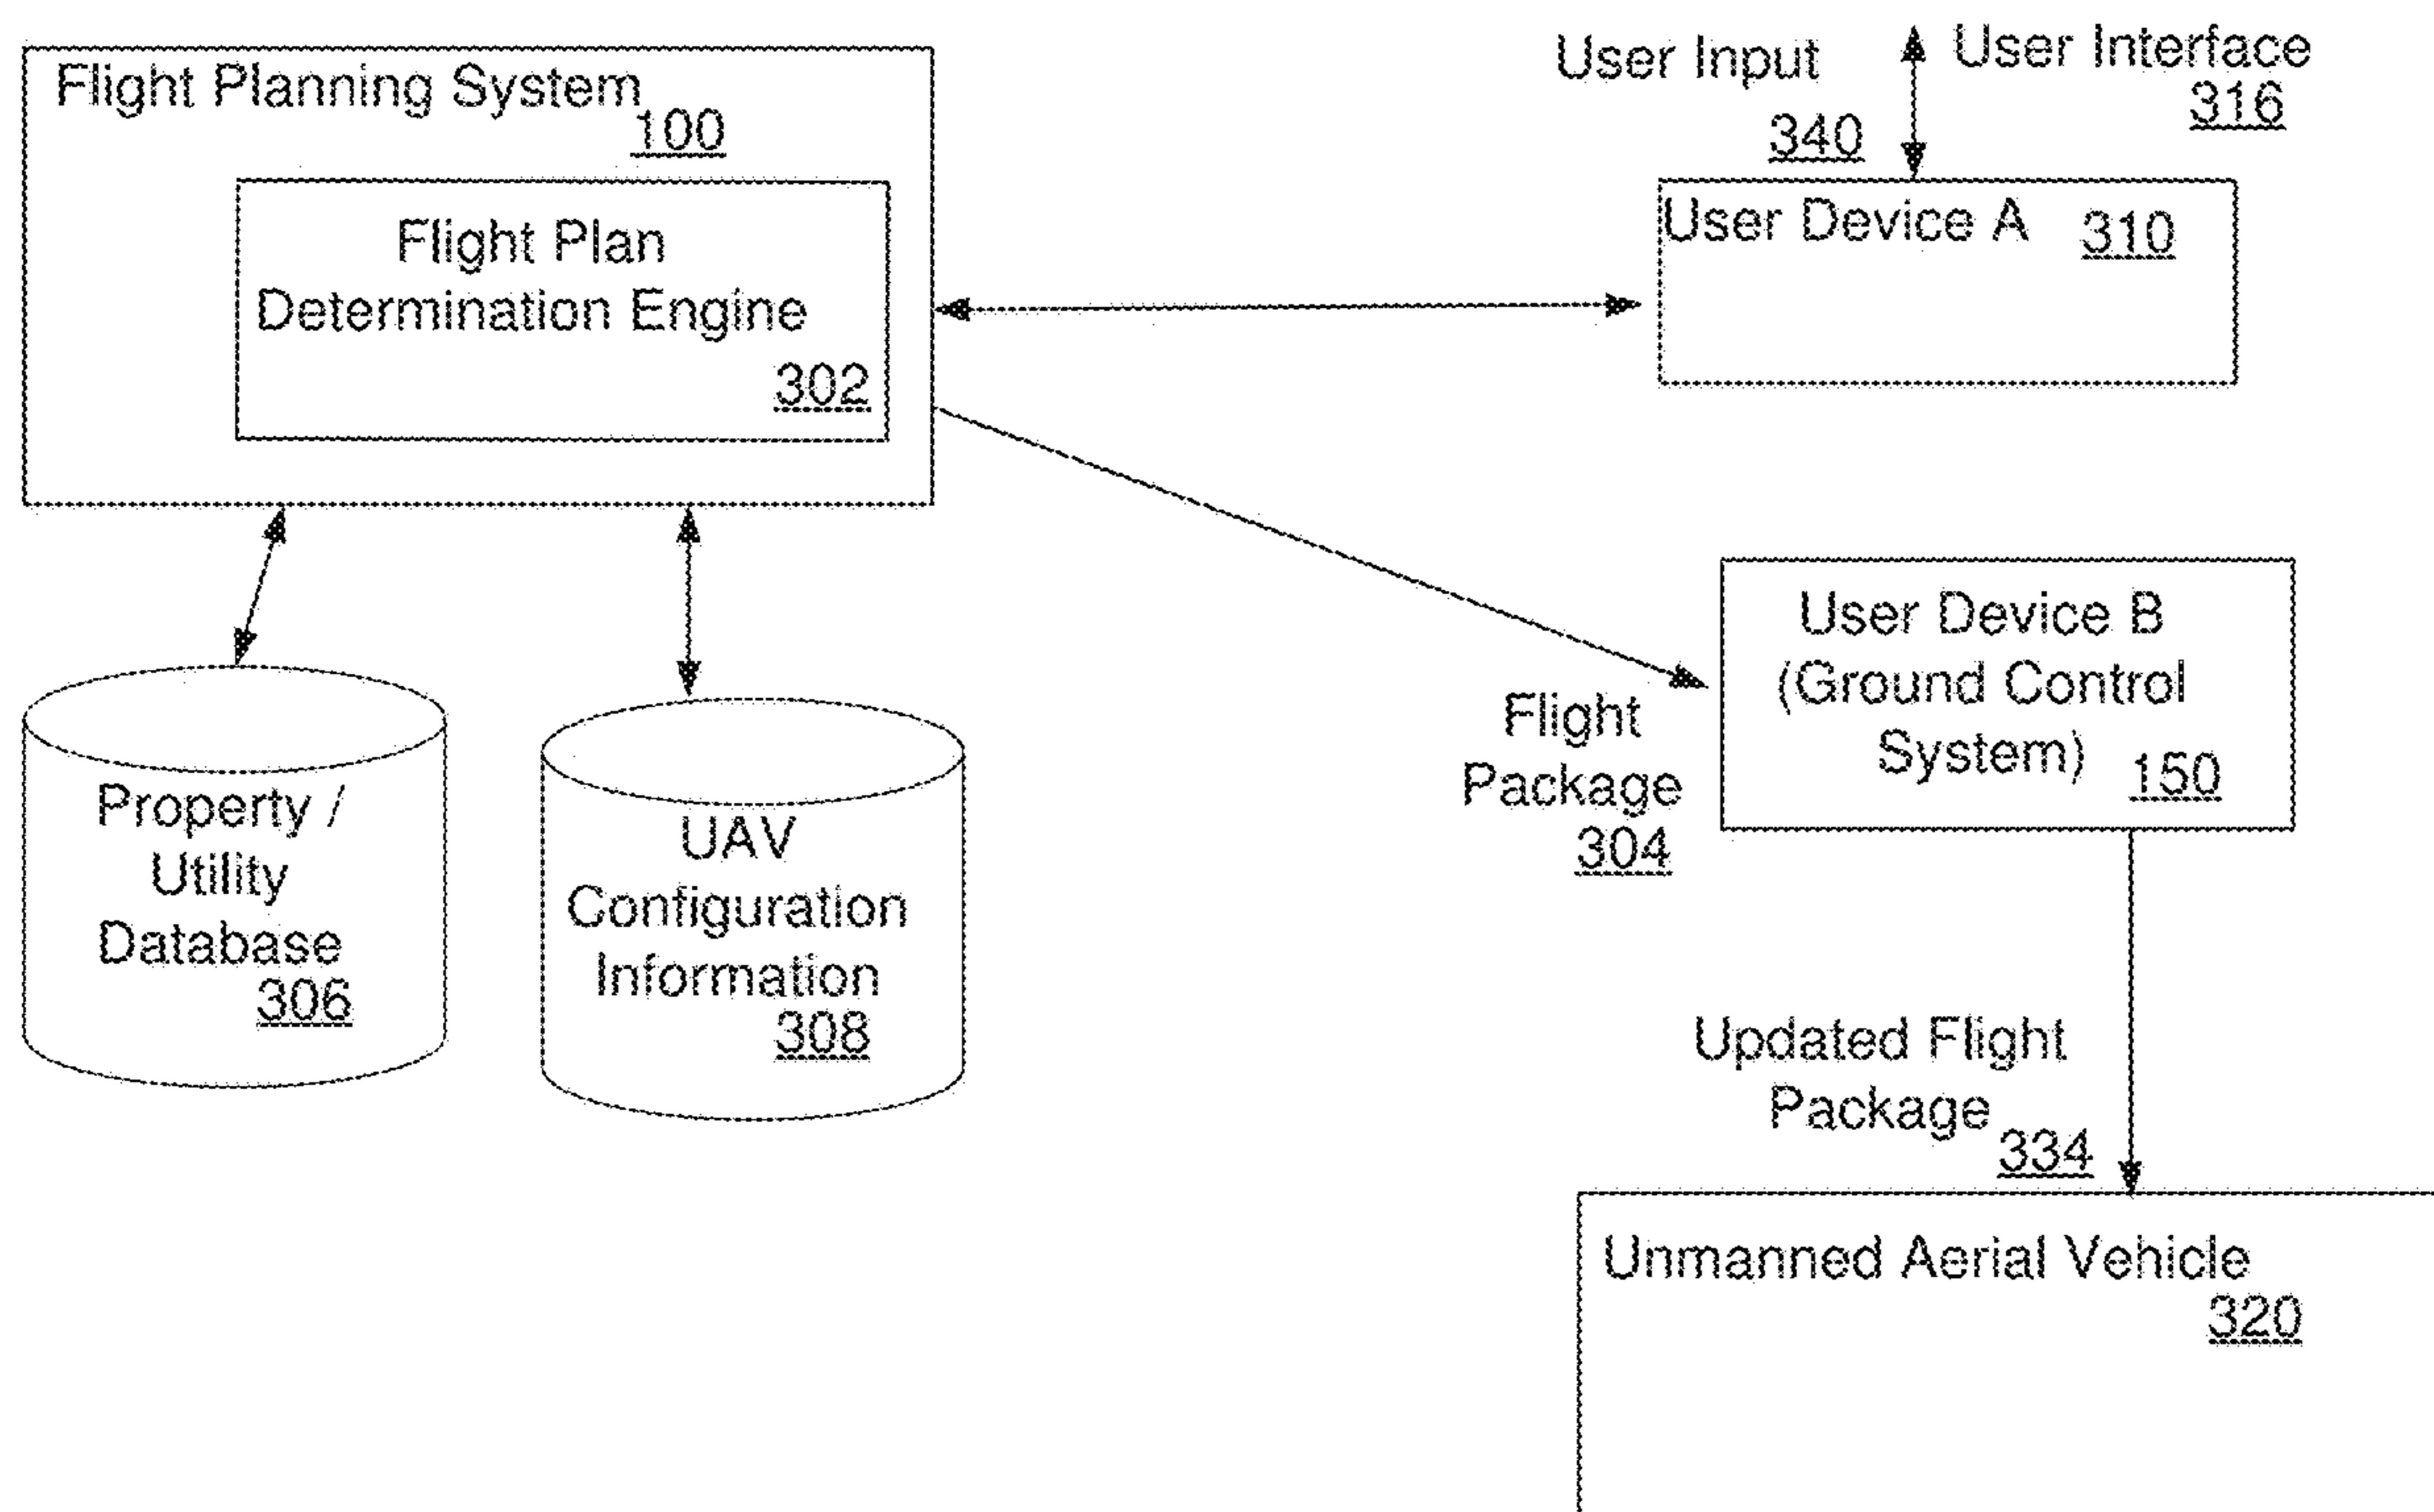 Flight Planning System
100
Flight Plan
Determination Engine
302
User Input
340
User Interface
316
User Device A 310
User Device B
(Ground Control
System) 150
Flight
Package
304
Property /
Utility
Database
306
UAV
Configuration
Information
308
Updated Flight
Package
334
Unmanned Aerial Vehicle
320